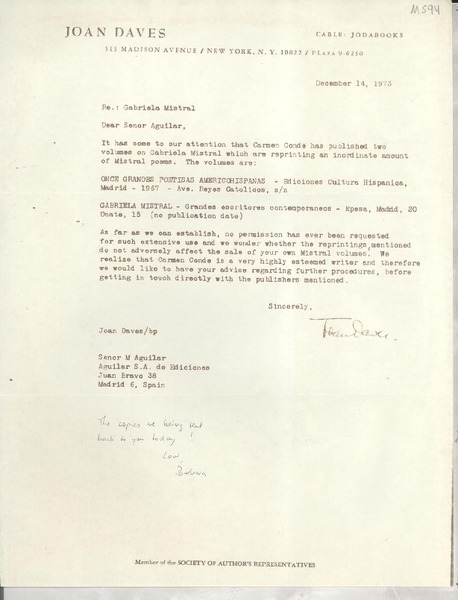 M594
JOAN DAVES
CABLE: JODABOOKS
515 MADISON AVENUE / NEW YORK, N. Y. 10022 / PLAZA 9-6250
December 14, 1973
Re.: Gabriela Mistral
Dear Senor Aguilar,
It has come to our attention that Carmen Conde has published two
volumes on Gabriela Mistral which are reprinting an inordinate amount
of Mistral poems. The volumes are:
ONCE GRANDES POETISAS AMERICOHISPANAS - Ediciones Cultura Hispanica,
Madrid - 1967 - Ave. Reyes Catolicos, s/n
GABRIELA MISTRAL - Grandes escritores contemporaneos - Epesa, Madrid, 20
Onate, 15 (no publication date)
As far as we can establish, no permission has ever been requested
for such extensive use and we wonder whether the reprintings mentioned
do not adversely affect the sale of your own Mistral volumes. We
realize that Carmen Conde is a very highly esteemed writer and therefore
we would like to have your advice regarding further procedures, before
getting in touch directly with the publishers mentioned.
Sincerely,
Joan Daves
Joan Daves/bp
Senor M Aguilar
Aguilar S.A. de Ediciones
Juan Bravo 38
Madrid 6, Spain
The copies are being sent
back to you today!
Love,
Member of the SOCIETY OF AUTHOR'S REPRESENTATIVES